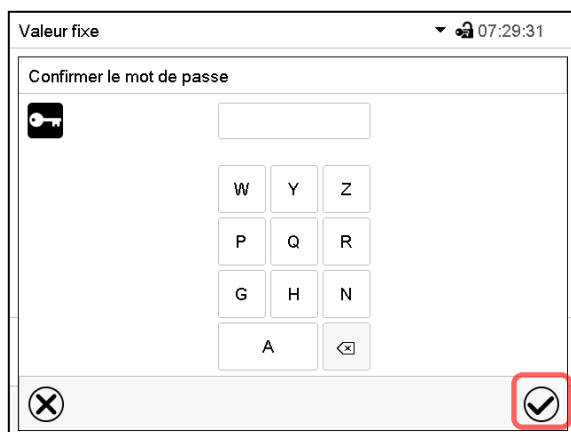 Valeur fixe 07:29:31
Confirmer le mot de passe
W Y Z
P Q R
G H N
A